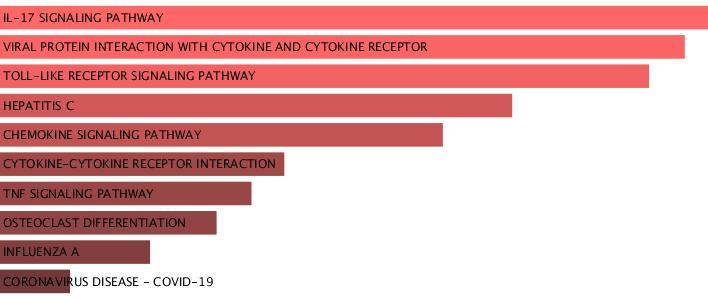 IL-17 SIGNALING PATHWAY
VIRAL PROTEIN INTERACTION WITH CYTOKINE AND CYTOKINE RECEPTOR
TOLL-LIKE RECEPTOR SIGNALING PATHWAY
HEPATITIS C
CHEMOKINE SIGNALING PATHWAY
CYTOKINE-CYTOKINE RECEPTOR INTERACTION
TNF SIGNALING PATHWAY
OSTEOCLAST DIFFERENTIATION
INFLUENZA A
CORONAVIRUS DISEASE - COVID-19